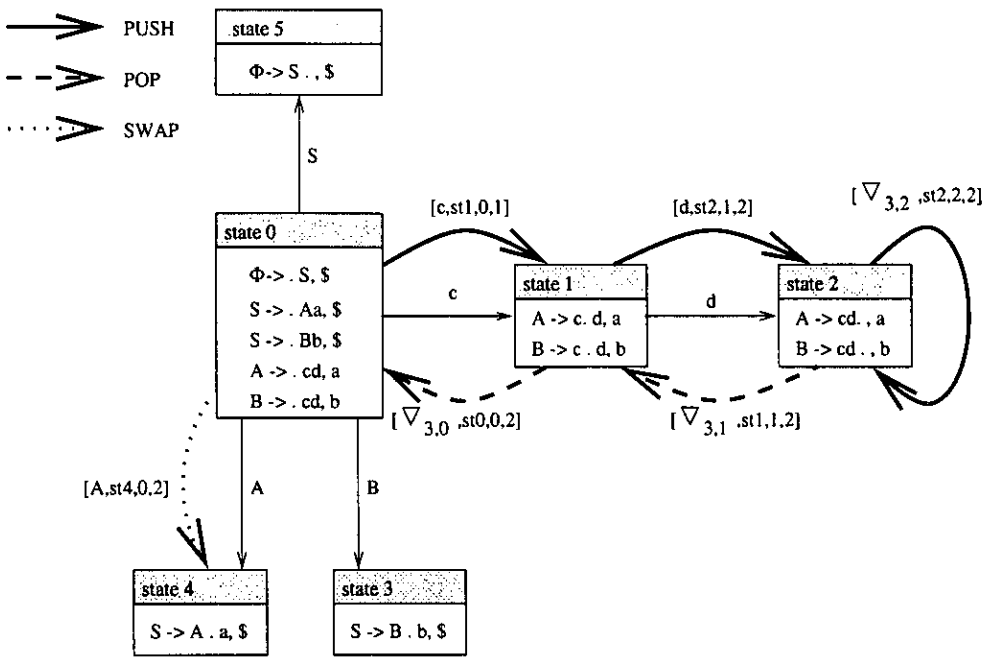 PUSH
POP
SWAP
state 5
Φ-> S . , $
S
state 0
Φ-> . S, $
S -> . Aa, $
S -> . Bb, $
A -> . cd, a
B -> . cd, b
[c,st1,0,1]
c
state 1
A -> c . d, a
B -> c . d, b
[d,st2,1,2]
d
state 2
A -> cd . , a
B -> cd . , b
[ ▽3,2 ,st2,2,2]
[ ▽3,0 ,st0,0,2]
[ ▽3,1 ,st1,1,2]
[A,st4,0,2]
A
B
state 4
S -> A . a, $
state 3
S -> B . b, $